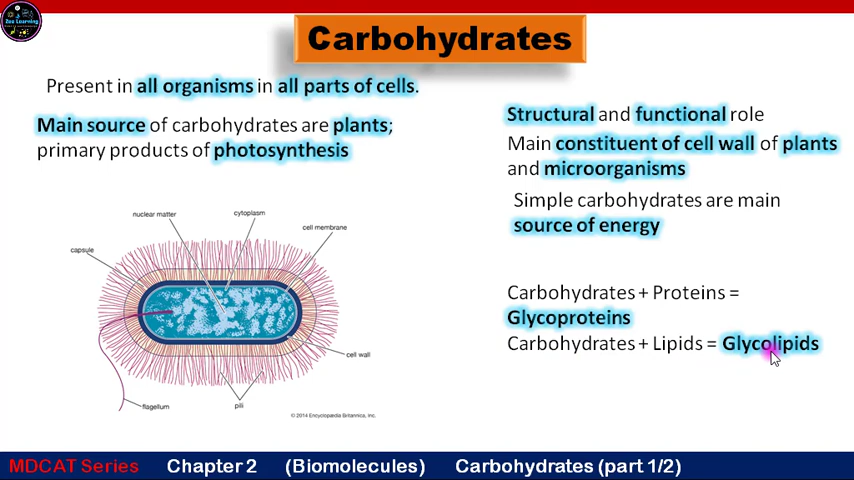 Zea Learning
Carbohydrates
Present in all organisms in all parts of cells.
Main source of carbohydrates are plants;
primary products of photosynthesis
Structural and functional role
Main constituent of cell wall of plants
and microorganisms
Simple carbohydrates are main
source of energy
nuclear matter
cytoplasm
cell membrane
capsule
cell wall
pili
flagellum
© 2014 Encyclopædia Britannica, Inc.
Carbohydrates + Proteins =
Glycoproteins
Carbohydrates + Lipids = Glycolipids
MDCAT Series Chapter 2 (Biomolecules) Carbohydrates (part 1/2)